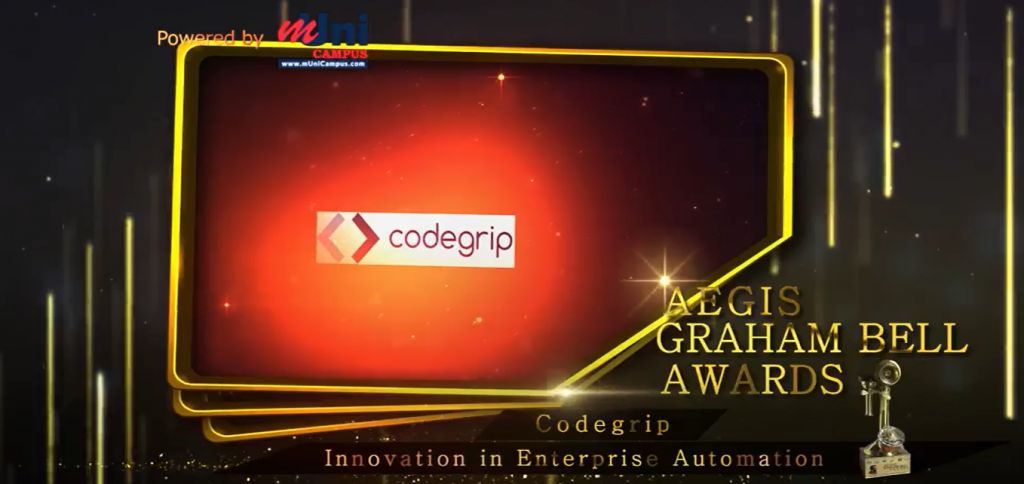 Powered by mUni
CAMPUS
www.mUniCampus.com
codegrip
AEGIS
GRAHAM BELL
AWARDS
Codegrip
Innovation in Enterprise Automation